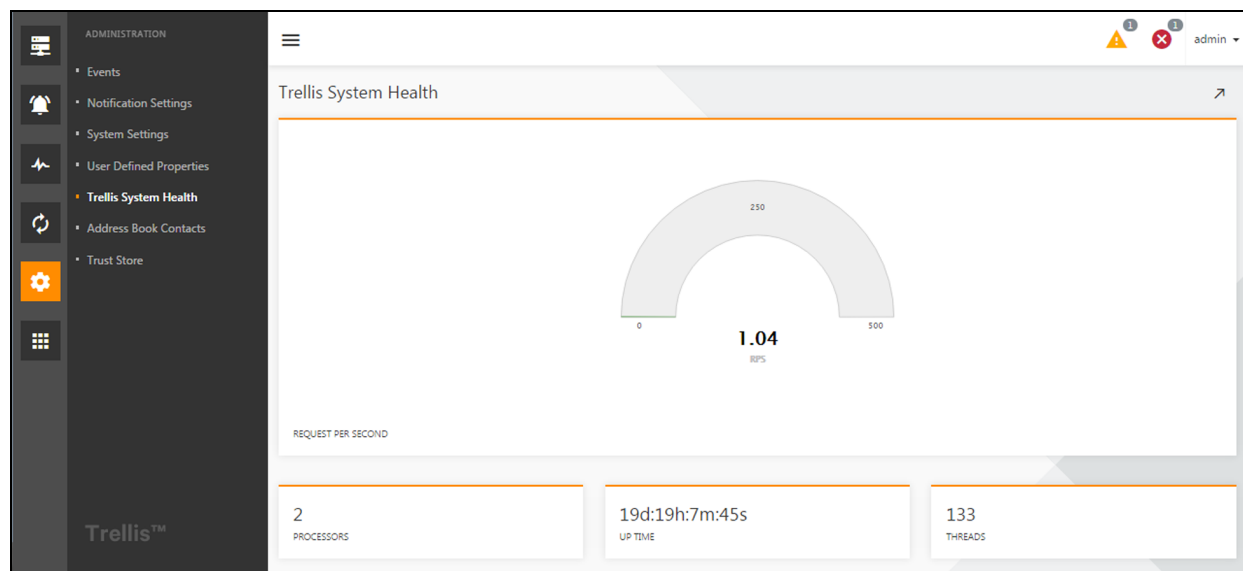 ADMINISTRATION
Events
Notification Settings
System Settings
User Defined Properties
Trellis System Health
Address Book Contacts
Trust Store
Trellis™
1
1
admin
Trellis System Health
250
0
500
1.04
RPS
REQUEST PER SECOND
2
PROCESSORS
19d:19h:7m:45s
UP TIME
133
THREADS